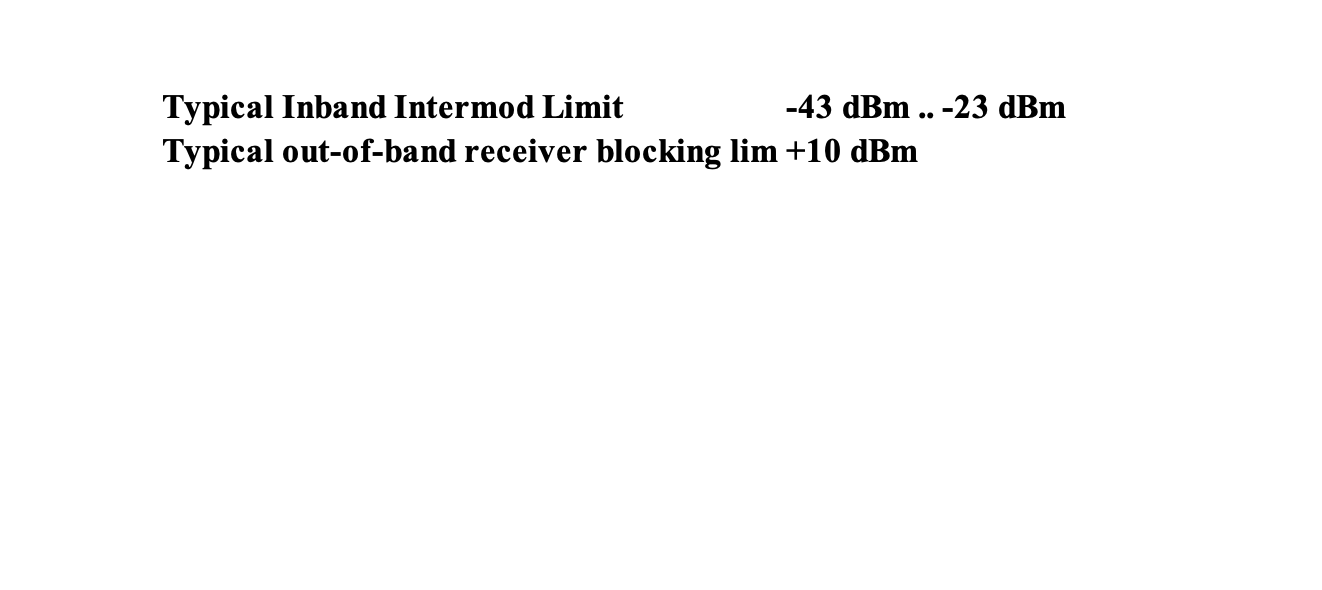 Typical Inband Intermod Limit -43 dBm .. -23 dBm
Typical out-of-band receiver blocking lim +10 dBm